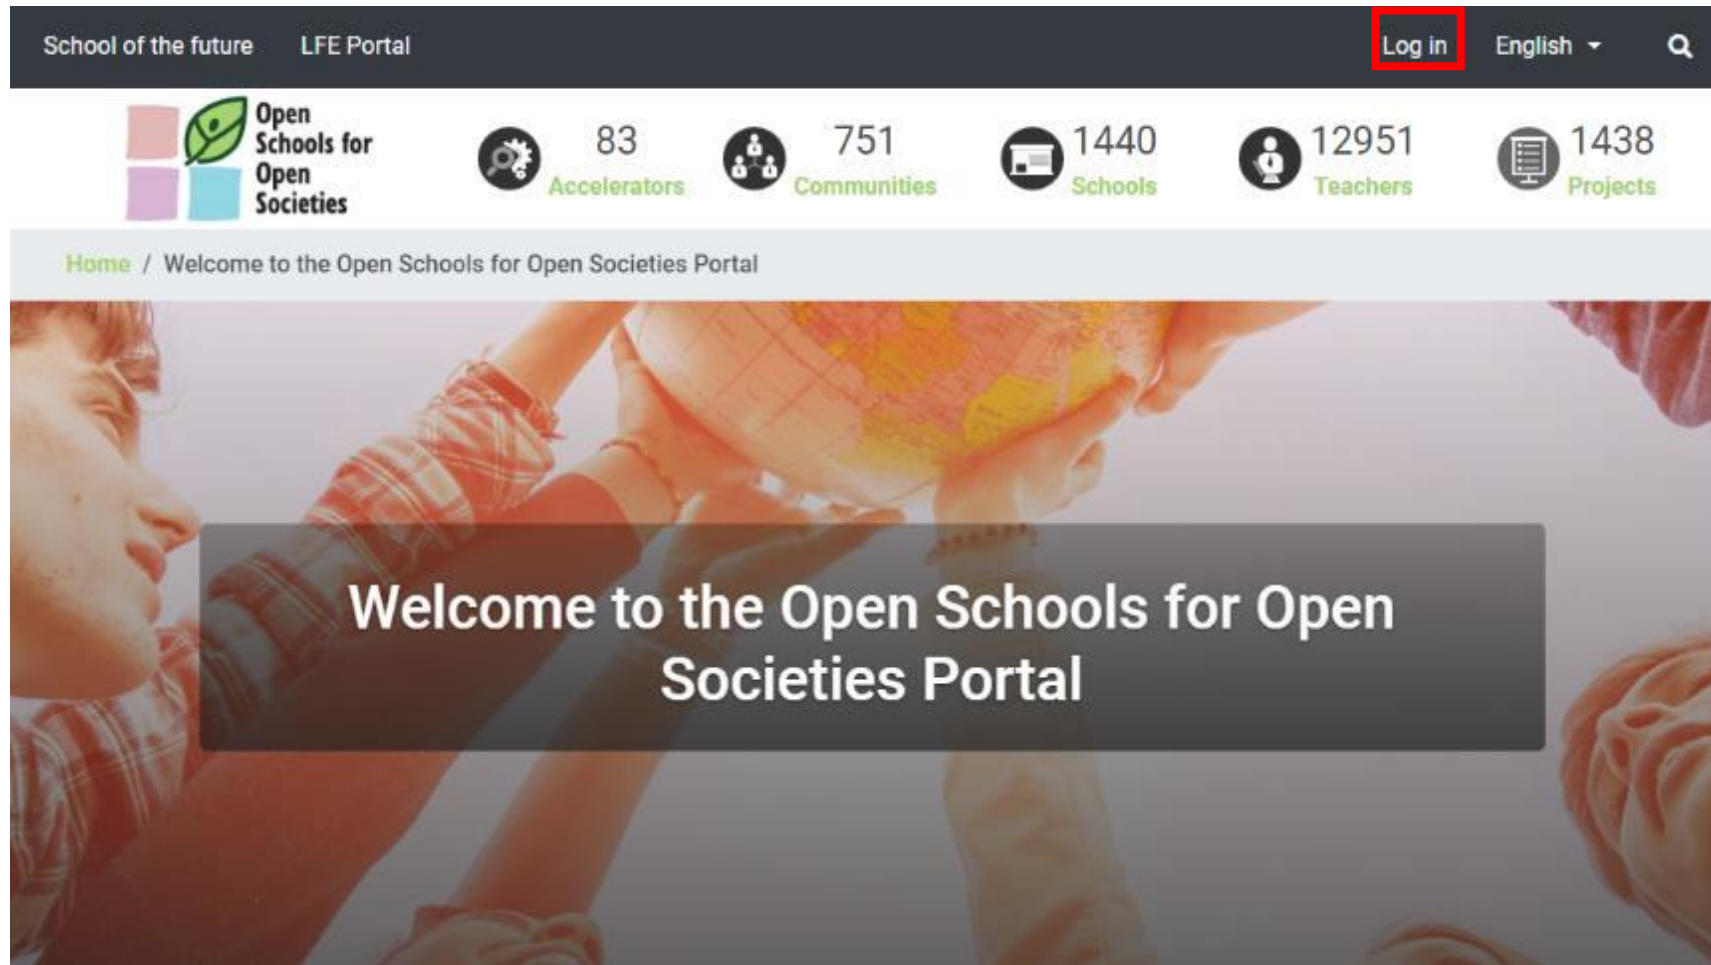 School of the future LFE Portal Log in English
Open
Schools for
Open
Societies
83
Accelerators
751
Communities
1440
Schools
12951
Teachers
1438
Projects
Home / Welcome to the Open Schools for Open Societies Portal
Welcome to the Open Schools for Open
Societies Portal